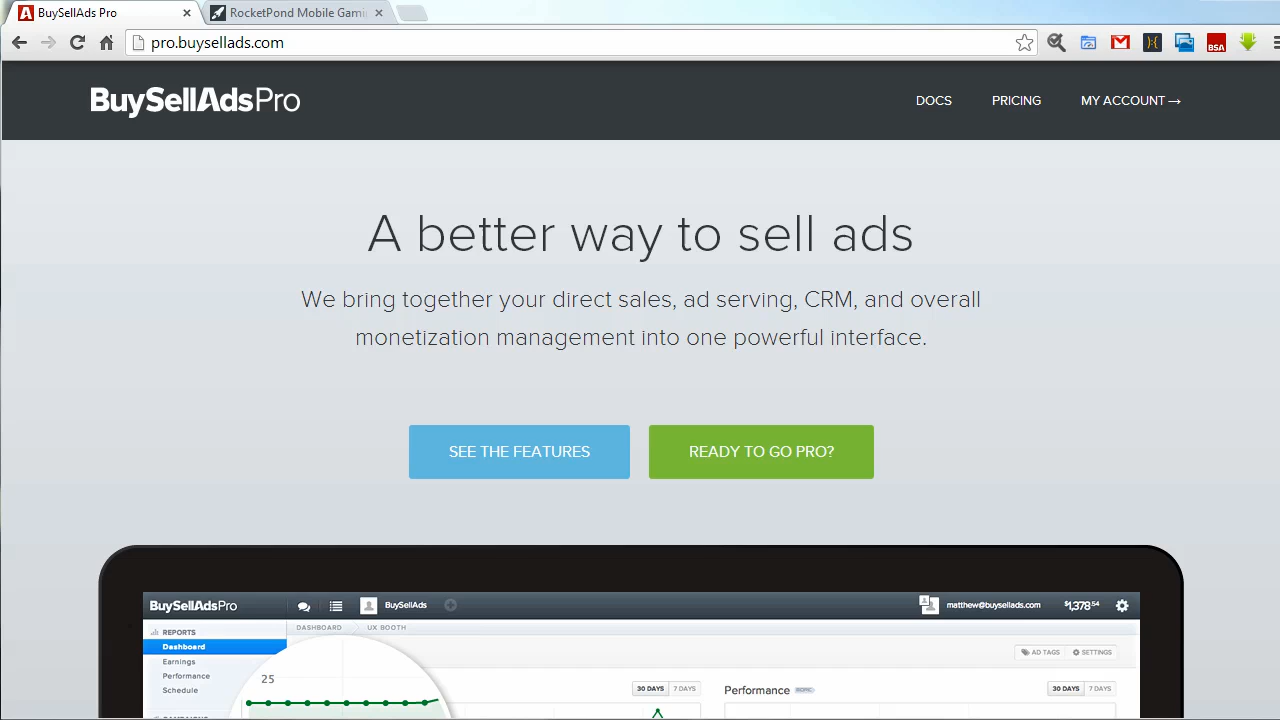 BuySellAds Pro
RocketPond Mobile Gami
pro.buysellads.com
BSA
BuySellAdsPro
DOCS
PRICING
MY ACCOUNT →
A better way to sell ads
We bring together your direct sales, ad serving, CRM, and overall
monetization management into one powerful interface.
SEE THE FEATURES
READY TO GO PRO?
BuySellAdsPro
BuySellAds
matthew@buysellads.com
$1,378.54
REPORTS
DASHBOARD
UX BOOTH
Dashboard
Earnings
Performance
Schedule
AD TAGS
SETTINGS
25
30 DAYS
7 DAYS
Performance
30 DAYS
7 DAYS